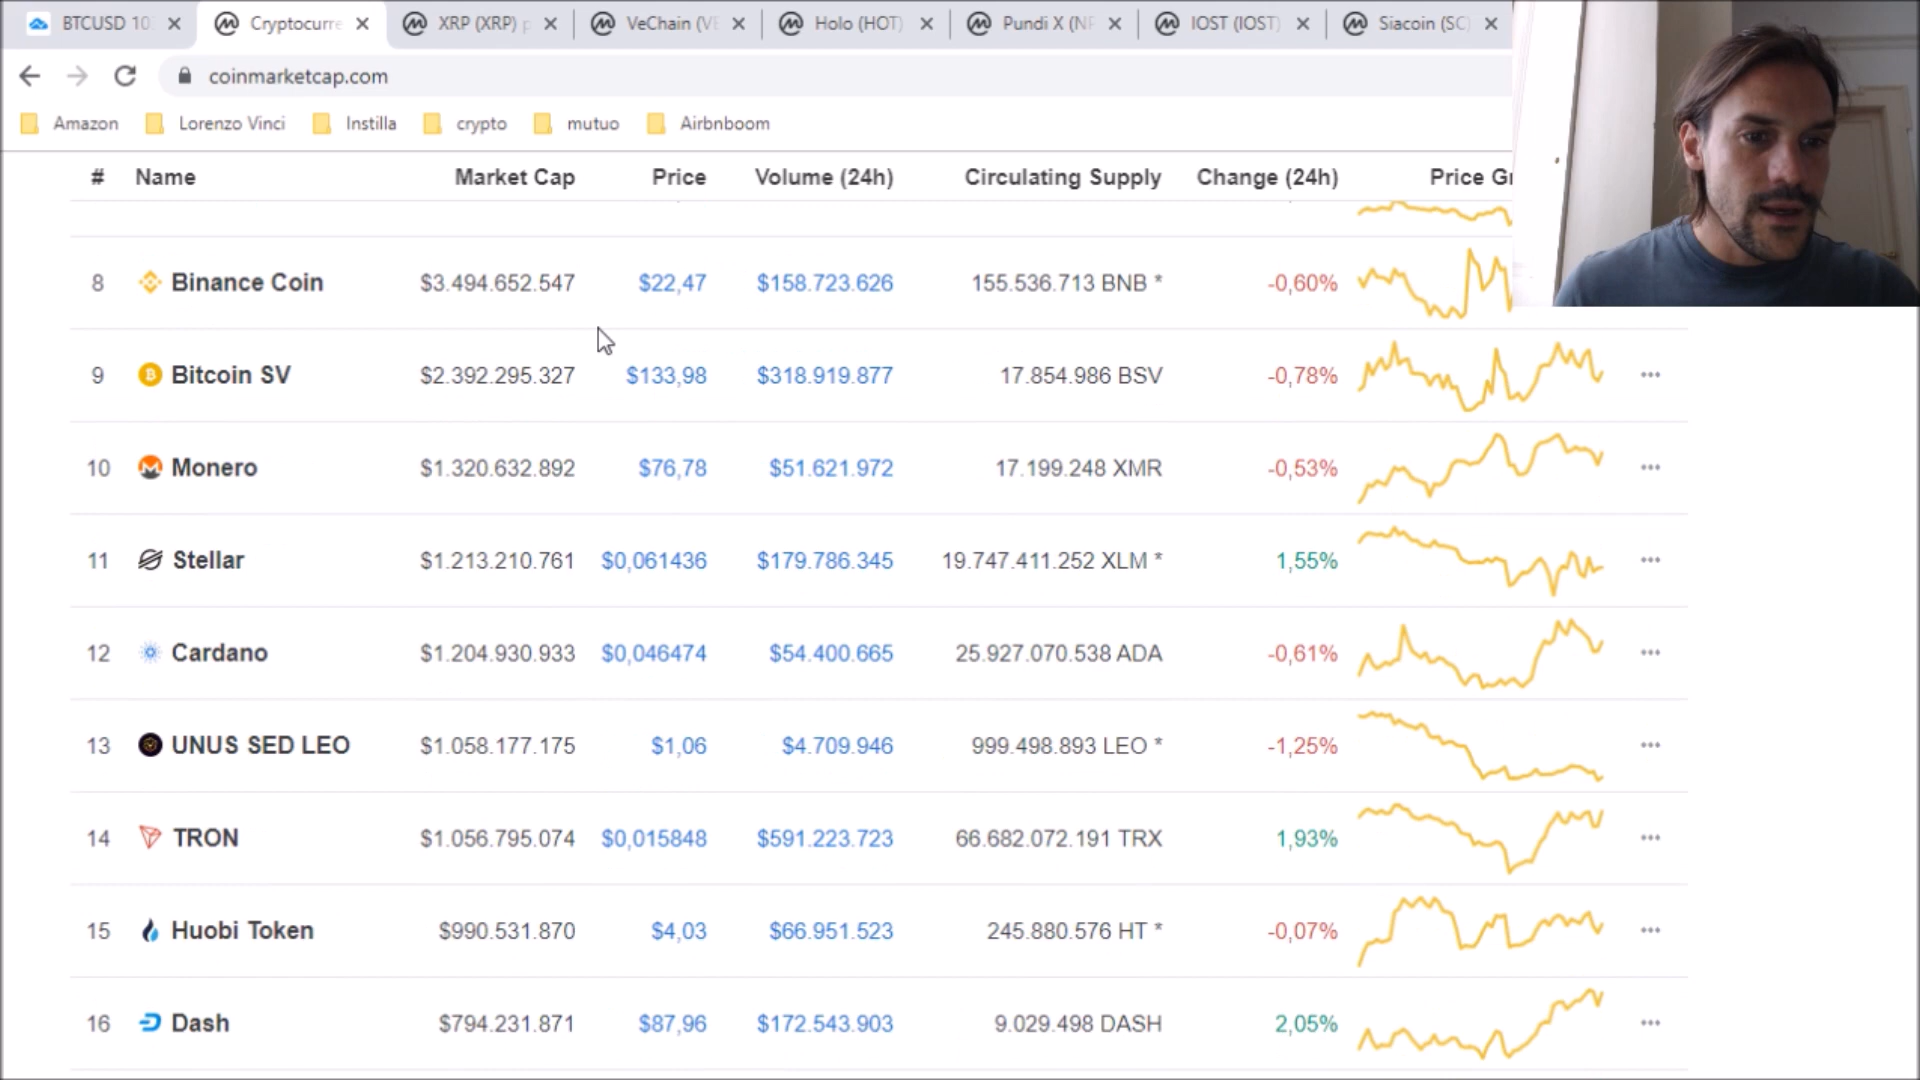 BTCUSD 10 Cryptocurre XRP (XRP) p VeChain (VE Holo (HOT) Pundi X (NP IOST (IOST) Siacoin (SC)
coinmarketcap.com
Amazon Lorenzo Vinci Instilla crypto mutuo Airbnboom
# Name Market Cap Price Volume (24h) Circulating Supply Change (24h) Price Gr
8 Binance Coin $3.494.652.547 $22,47 $158.723.626 155.536.713 BNB * -0,60%
9 Bitcoin SV $2.392.295.327 $133,98 $318.919.877 17.854.986 BSV -0,78%
10 Monero $1.320.632.892 $76,78 $51.621.972 17.199.248 XMR -0,53%
11 Stellar $1.213.210.761 $0,061436 $179.786.345 19.747.411.252 XLM * 1,55%
12 Cardano $1.204.930.933 $0,046474 $54.400.665 25.927.070.538 ADA -0,61%
13 UNUS SED LEO $1.058.177.175 $1,06 $4.709.946 999.498.893 LEO * -1,25%
14 TRON $1.056.795.074 $0,015848 $591.223.723 66.682.072.191 TRX 1,93%
15 Huobi Token $990.531.870 $4,03 $66.951.523 245.880.576 HT * -0,07%
16 Dash $794.231.871 $87,96 $172.543.903 9.029.498 DASH 2,05%